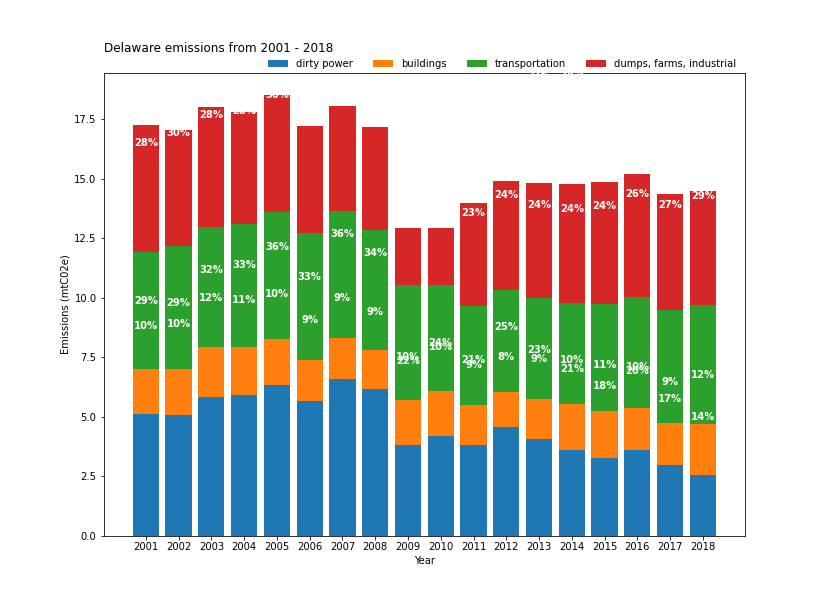 Delaware emissions from 2001 - 2018
dirty power buildings transportation dumps, farms, industrial
17.5
15.0
12.5
10.0
7.5
5.0
2.5
0.0
Emissions (mtC02e)
28% 30% 28% 30%
23% 24% 24% 24% 24% 26% 27% 29%
29% 29% 32% 33% 36% 33% 36% 34%
10% 10% 12% 11% 10% 9% 9% 9%
24% 21% 25% 23% 10% 11% 9% 12%
10% 9% 8% 9% 21% 18% 17% 14%
2001 2002 2003 2004 2005 2006 2007 2008 2009 2010 2011 2012 2013 2014 2015 2016 2017 2018
Year